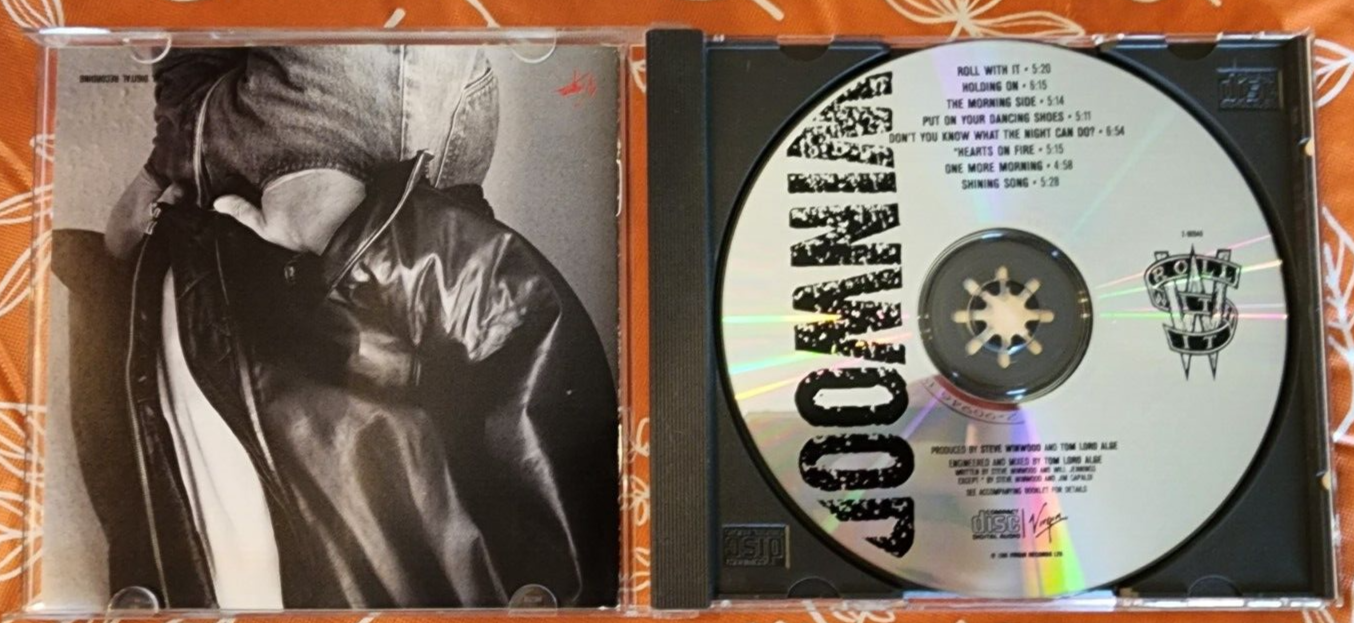 DIGITAL RECORDING
WINWOOD
ROLL WITH IT • 5:20
HOLDING ON • 6:15
THE MORNING SIDE • 5:14
PUT ON YOUR DANCING SHOES • 5:11
DON'T YOU KNOW WHAT THE NIGHT CAN DO? • 6:54
*HEARTS ON FIRE • 5:15
ONE MORE MORNING • 4:58
SHINING SONG • 5:28
ROLL
IT
PRODUCED BY STEVE WINWOOD AND TOM LORD ALGE
ENGINEERED AND MIXED BY TOM LORD ALGE
WRITTEN BY STEVE WINWOOD AND WILL JENNINGS
EXCEPT * BY STEVE WINWOOD AND JIM CAPALDI
SEE ACCOMPANYING BOOKLET FOR DETAILS
COMPACT
disc
DIGITAL AUDIO
Virgin